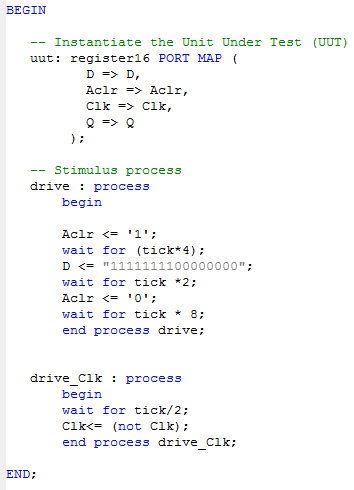 BEGIN
-- Instantiate the Unit Under Test (UUT)
uut: register16 PORT MAP (
D => D,
Aclr => Aclr,
Clk => Clk,
Q => Q
);
-- Stimulus process
drive : process
begin
Aclr <= '1';
wait for (tick*4);
D <= "1111111100000000";
wait for tick *2;
Aclr <= '0';
wait for tick * 8;
end process drive;
drive_Clk : process
begin
wait for tick/2;
Clk<= (not Clk);
end process drive_Clk;
END;